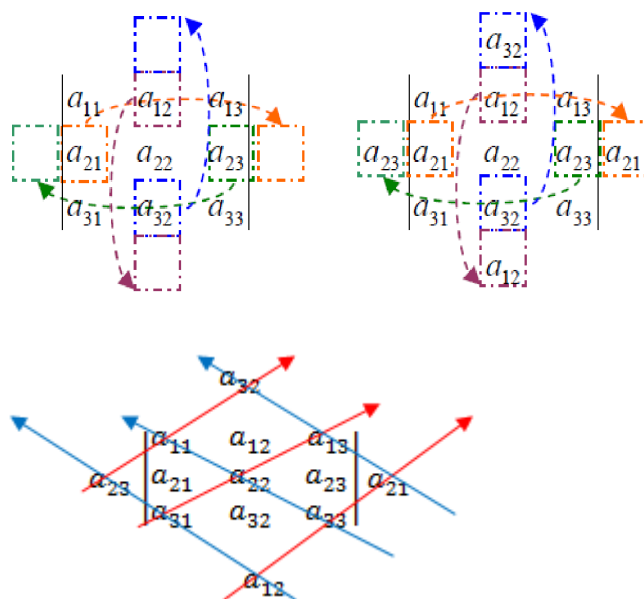 a₁₁ a₁₂ a₁₃
a₂₁ a₂₂ a₂₃
a₃₁ a₃₂ a₃₃
a₃₂
a₁₁ a₁₂ a₁₃
a₂₃ a₂₁ a₂₂ a₂₃ a₂₁
a₃₁ a₃₂ a₃₃
a₁₂
a₃₂
a₁₁ a₁₂ a₁₃
a₂₃ a₂₁ a₂₂ a₂₃ a₂₁
a₃₁ a₃₂ a₃₃
a₁₂